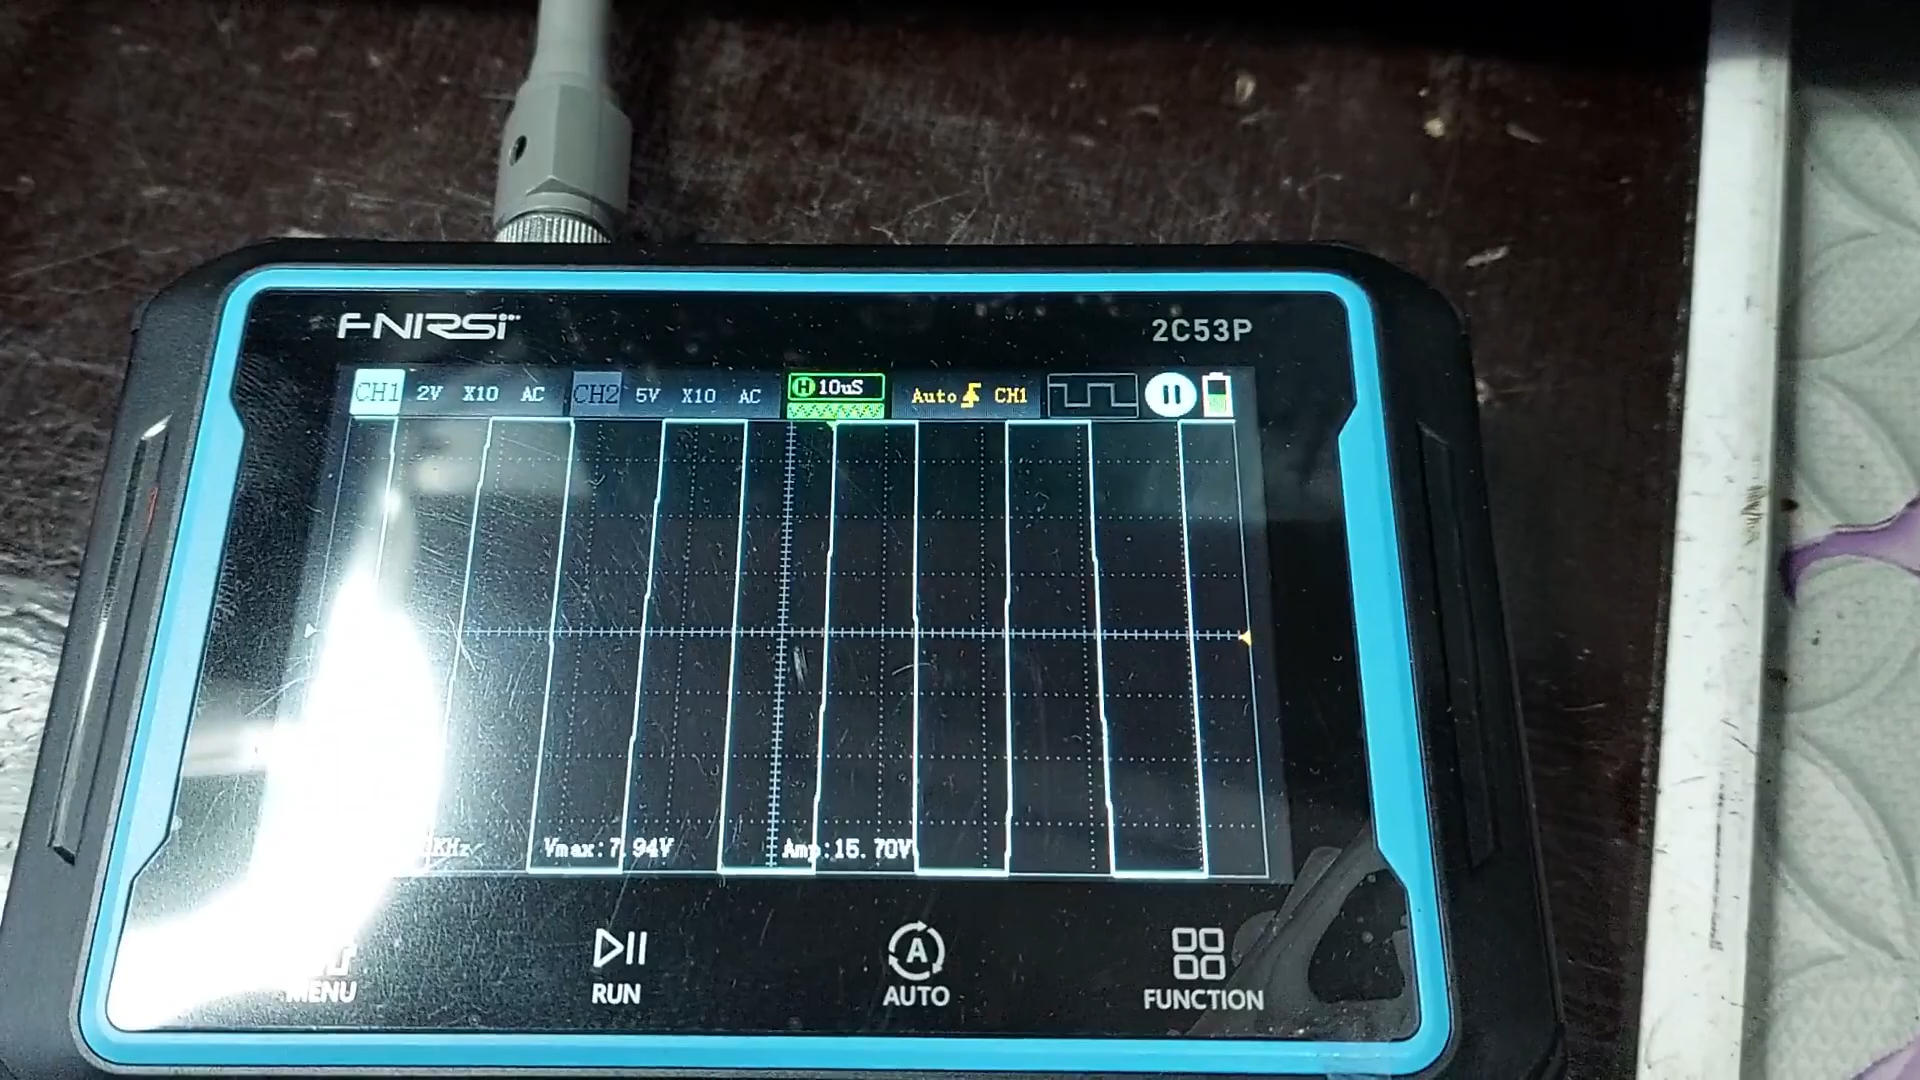 FNIRSI 2C53P
CH1 2V X10 AC CH2 5V X10 AC H 10uS Auto CH1
KHz Vmax:7.94V Amp:15.70V
MENU RUN A AUTO FUNCTION